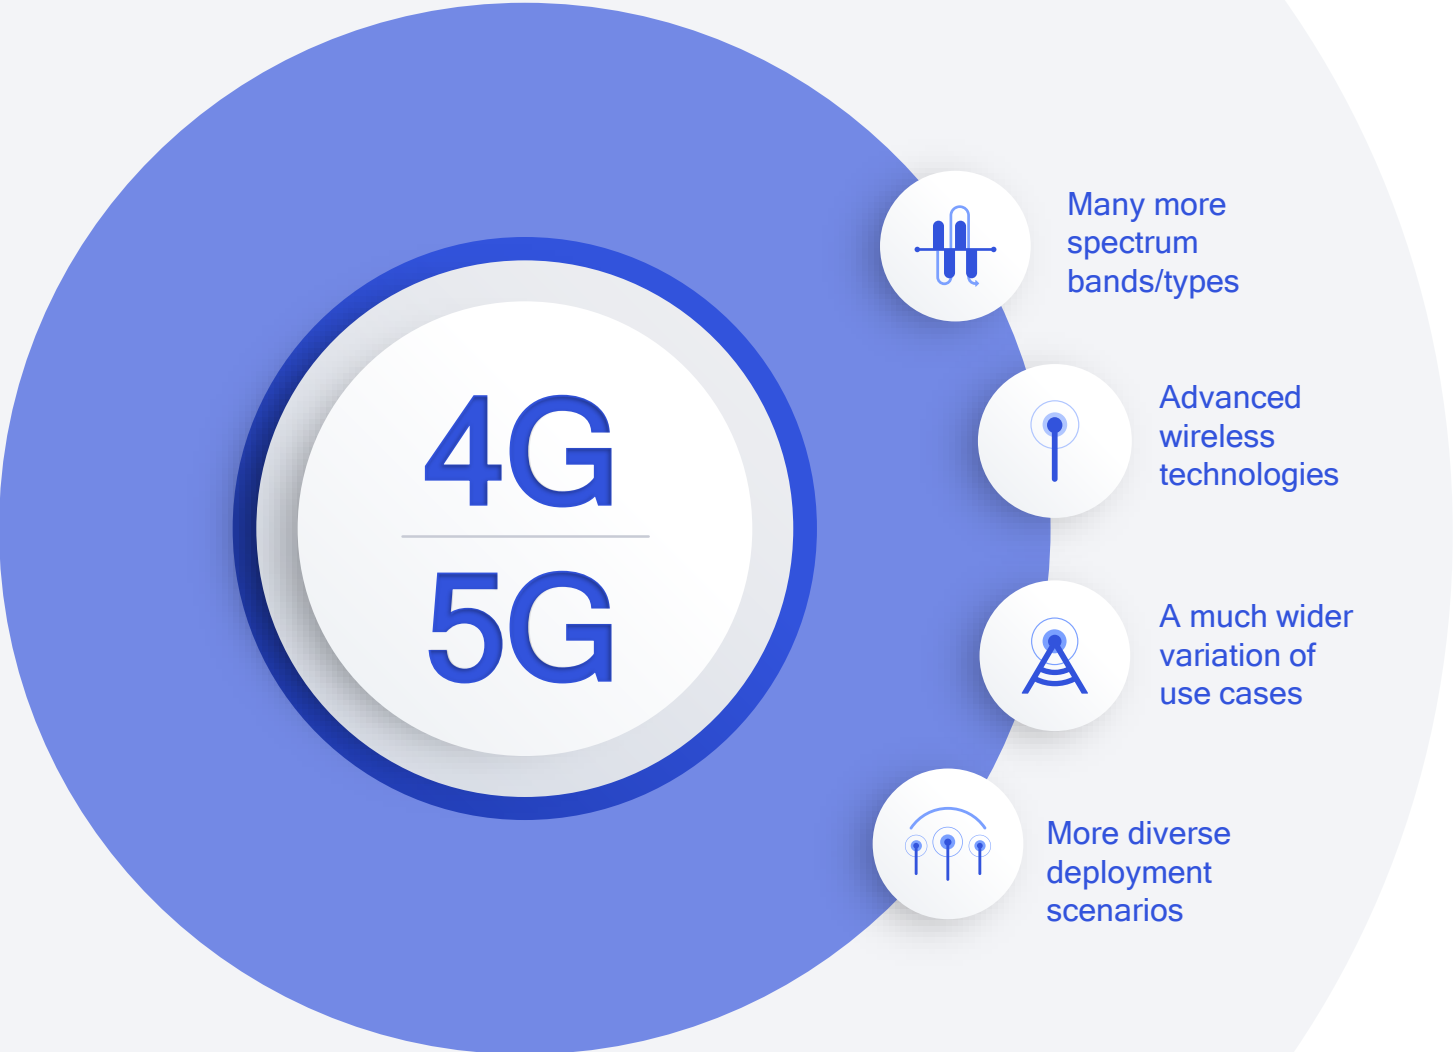 4G
5G
Many more
spectrum
bands/types
Advanced
wireless
technologies
A much wider
variation of
use cases
More diverse
deployment
scenarios